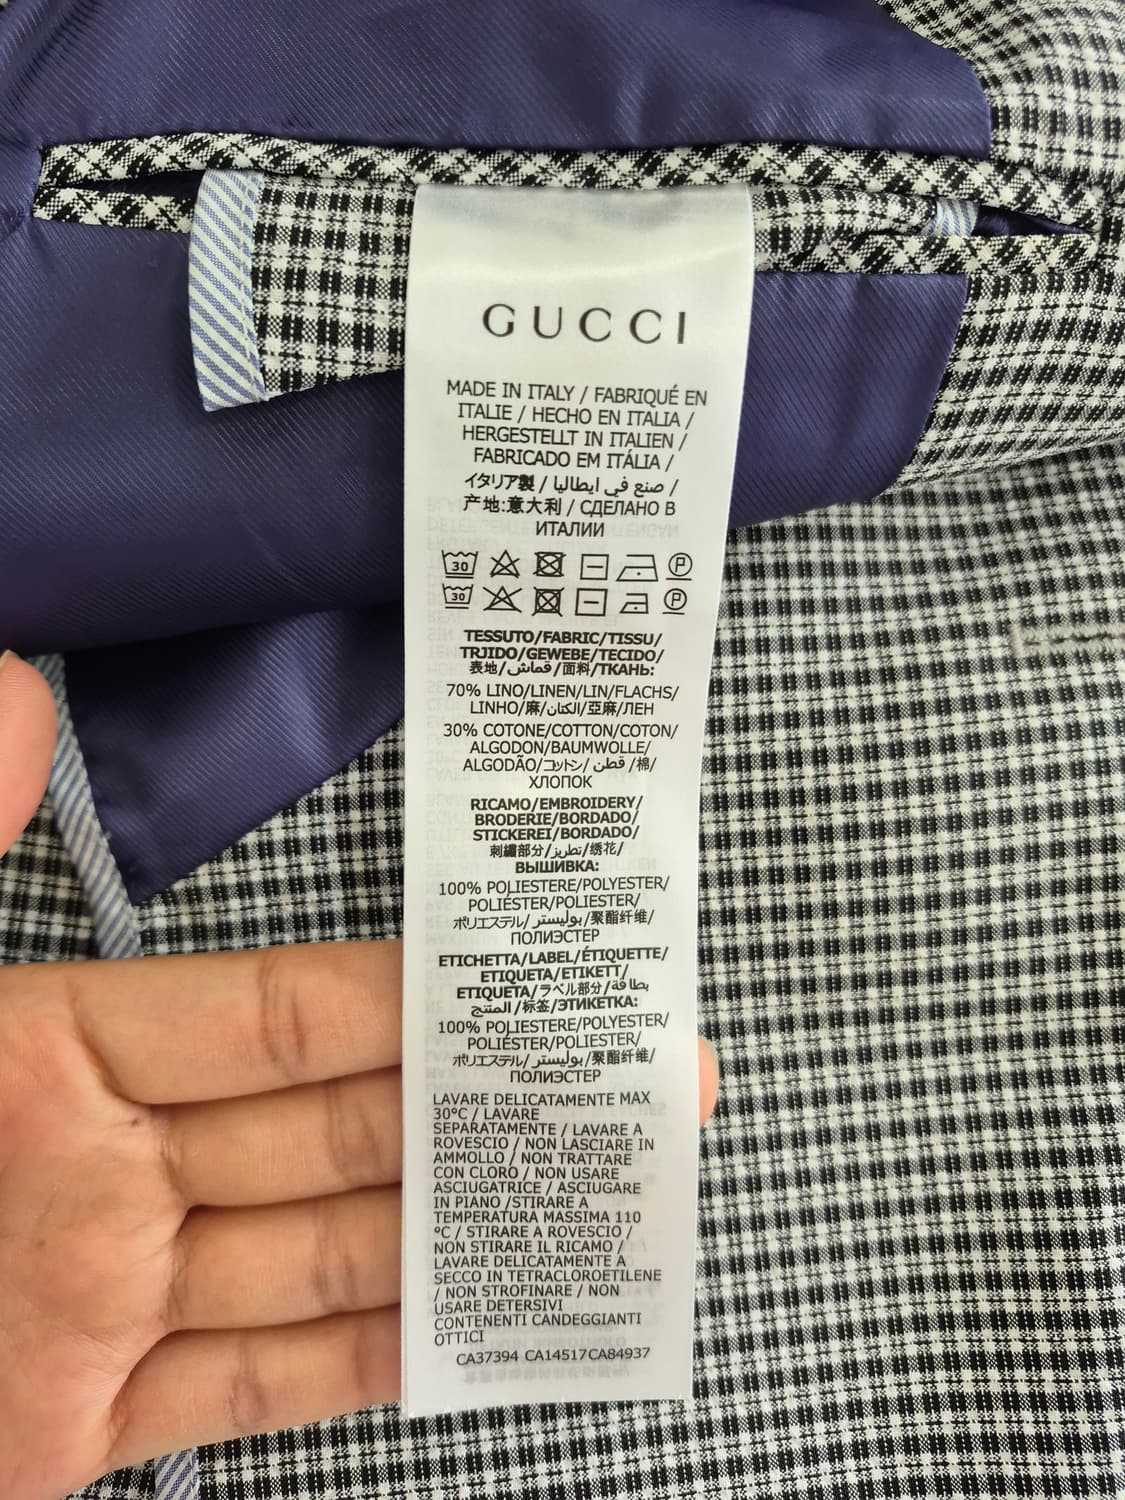 GUCCI
MADE IN ITALY / FABRIQUÉ EN
ITALIE / HECHO EN ITALIA /
HERGESTELLT IN ITALIEN /
FABRICADO EM ITÁLIA /
イタリア製 / صنع في ايطاليا /
产地:意大利 / СДЕЛАНО В
ИТАЛИИ
30 P
30 P
TESSUTO/FABRIC/TISSU/
TRJIDO/GEWEBE/TECIDO/
表地/قماش/面料/ТКАНЬ:
70% LINO/LINEN/LIN/FLACHS/
LINHO/麻/الكتان/亞麻/ЛЕН
30% COTONE/COTTON/COTON/
ALGODON/BAUMWOLLE/
ALGODÃO/コットン/قطن /棉/
ХЛОПОК
RICAMO/EMBROIDERY/
BRODERIE/BORDADO/
STICKEREI/BORDADO/
刺繡部分/تطريز/绣花/
ВЫШИВКА:
100% POLIESTERE/POLYESTER/
POLIÉSTER/POLIESTER/
ポリエステル/بوليستر/聚酯纤维/
ПОЛИЭСТЕР
ETICHETTA/LABEL/ÉTIQUETTE/
ETIQUETA/ETIKETT/
ETIQUETA/ラベル部分/بطاقة
المنتج/标签/ЭТИКЕТКА:
100% POLIESTERE/POLYESTER/
POLIÉSTER/POLIESTER/
ポリエステル/بوليستر/聚酯纤维/
ПОЛИЭСТЕР
LAVARE DELICATAMENTE MAX
30°C / LAVARE
SEPARATAMENTE / LAVARE A
ROVESCIO / NON LASCIARE IN
AMMOLLO / NON TRATTARE
CON CLORO / NON USARE
ASCIUGATRICE / ASCIUGARE
IN PIANO /STIRARE A
TEMPERATURA MASSIMA 110
°C / STIRARE A ROVESCIO /
NON STIRARE IL RICAMO /
LAVARE DELICATAMENTE A
SECCO IN TETRACLOROETILENE
/ NON STROFINARE / NON
USARE DETERSIVI
CONTENENTI CANDEGGIANTI
OTTICI
CA37394 CA14517CA84937